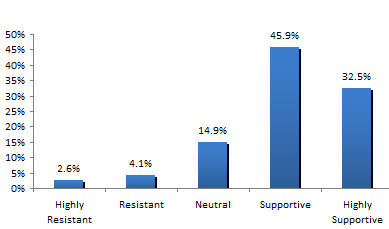 50%
45%
40%
35%
30%
25%
20%
15%
10%
5%
0%
2.6%
4.1%
14.9%
45.9%
32.5%
Highly
Resistant
Resistant
Neutral
Supportive
Highly
Supportive